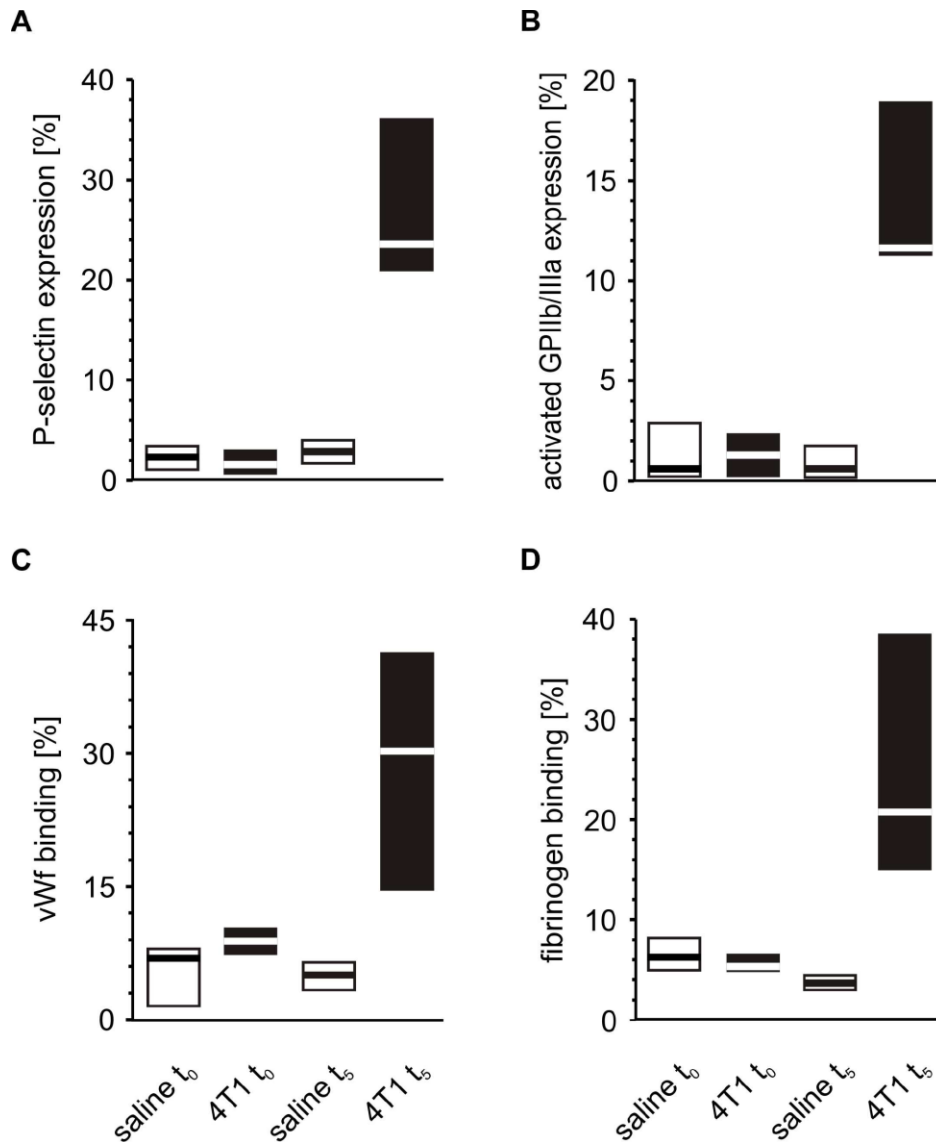 A
P-selectin expression [%]
40
30
20
10
0
B
activated GPIIb/IIIa expression [%]
20
15
10
5
0
C
vWf binding [%]
45
30
15
0
saline t₀
4T1 t₀
saline t₅
4T1 t₅
D
fibrinogen binding [%]
40
30
20
10
0
saline t₀
4T1 t₀
saline t₅
4T1 t₅